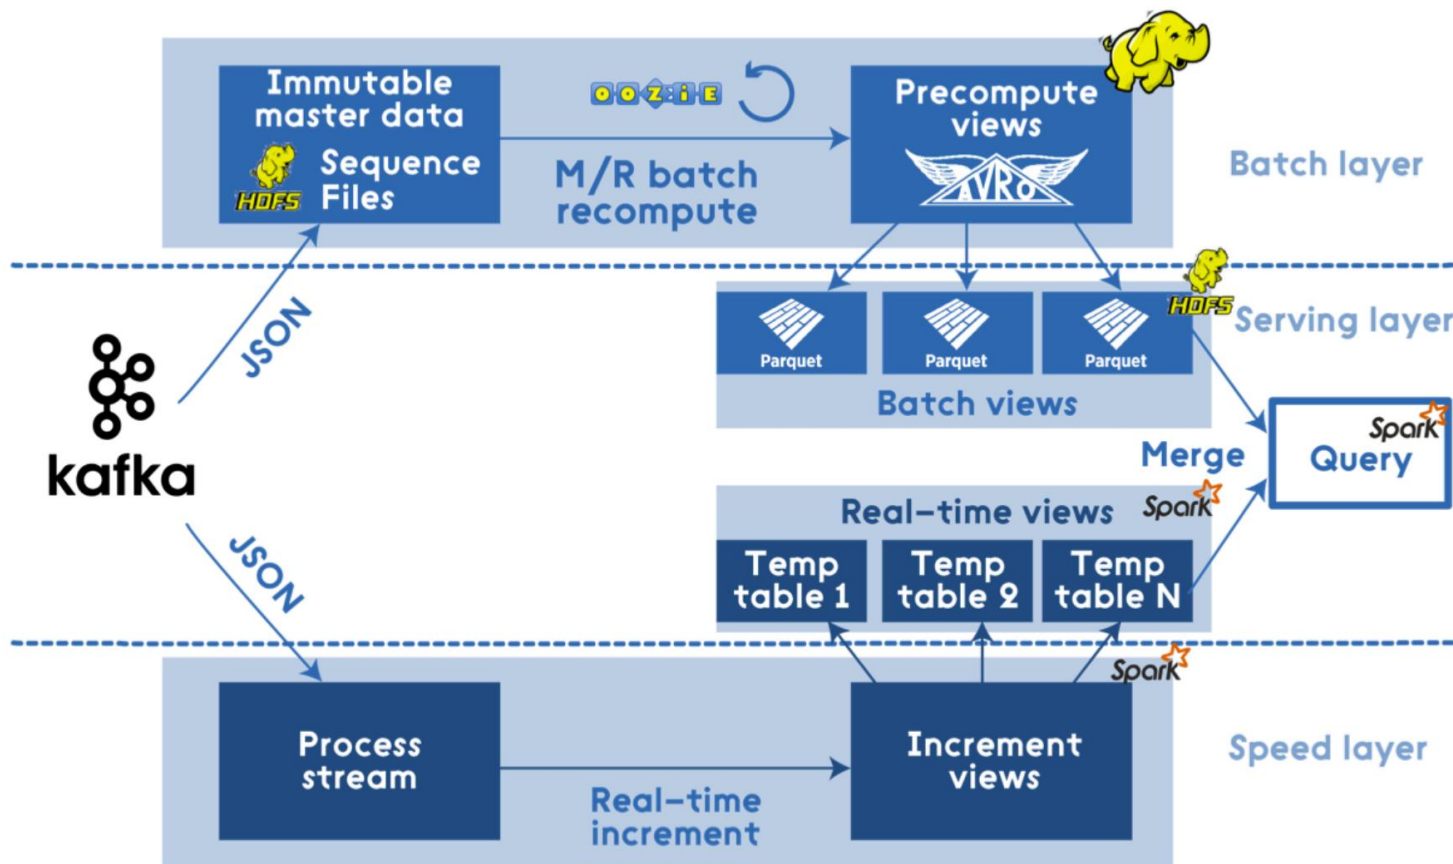 Immutable
master data
HDFS
Sequence
Files
OOZIE
M/R batch
recompute
Precompute
views
AVRO
Batch layer
JSON
kafka
JSON
Parquet
Parquet
Parquet
HDFS
Serving layer
Batch views
Merge
Spark
Query
Real-time views
Spark
Temp
table 1
Temp
table 2
Temp
table N
Process
stream
Real-time
increment
Increment
views
Spark
Speed layer